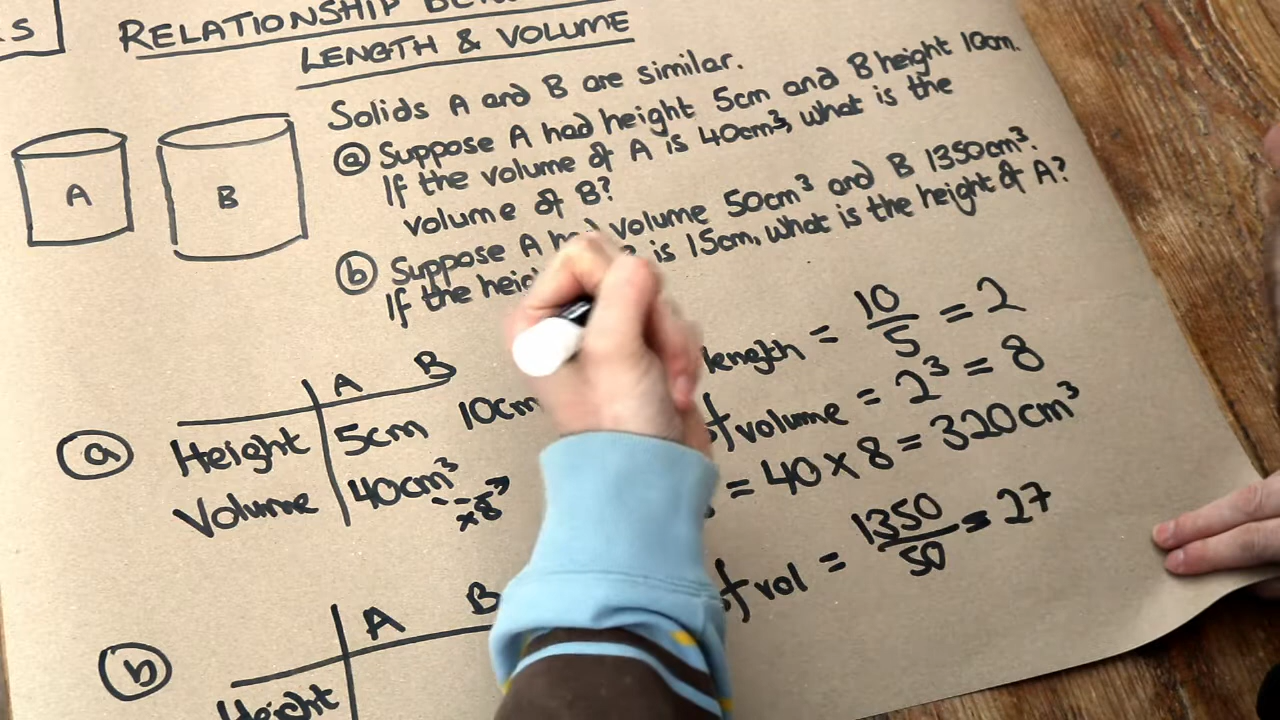 S
RELATIONSHIP
LENGTH & VOLUME
Solids A and B are similar.
ⓐ Suppose A had height 5cm and B height 10cm.
If the volume of A is 40cm³, what is the
volume of B?
ⓑ Suppose A had volume 50cm³ and B 1350cm³.
If the is 15cm, what is the height of A?
A
B
ⓐ
A B
Height 5cm 10cm
Volume 40cm³
×8
length = 10/5 = 2
of volume = 2³ = 8
= 40 × 8 = 320cm³
of vol = 1350/50 = 27
ⓑ
A B
Height